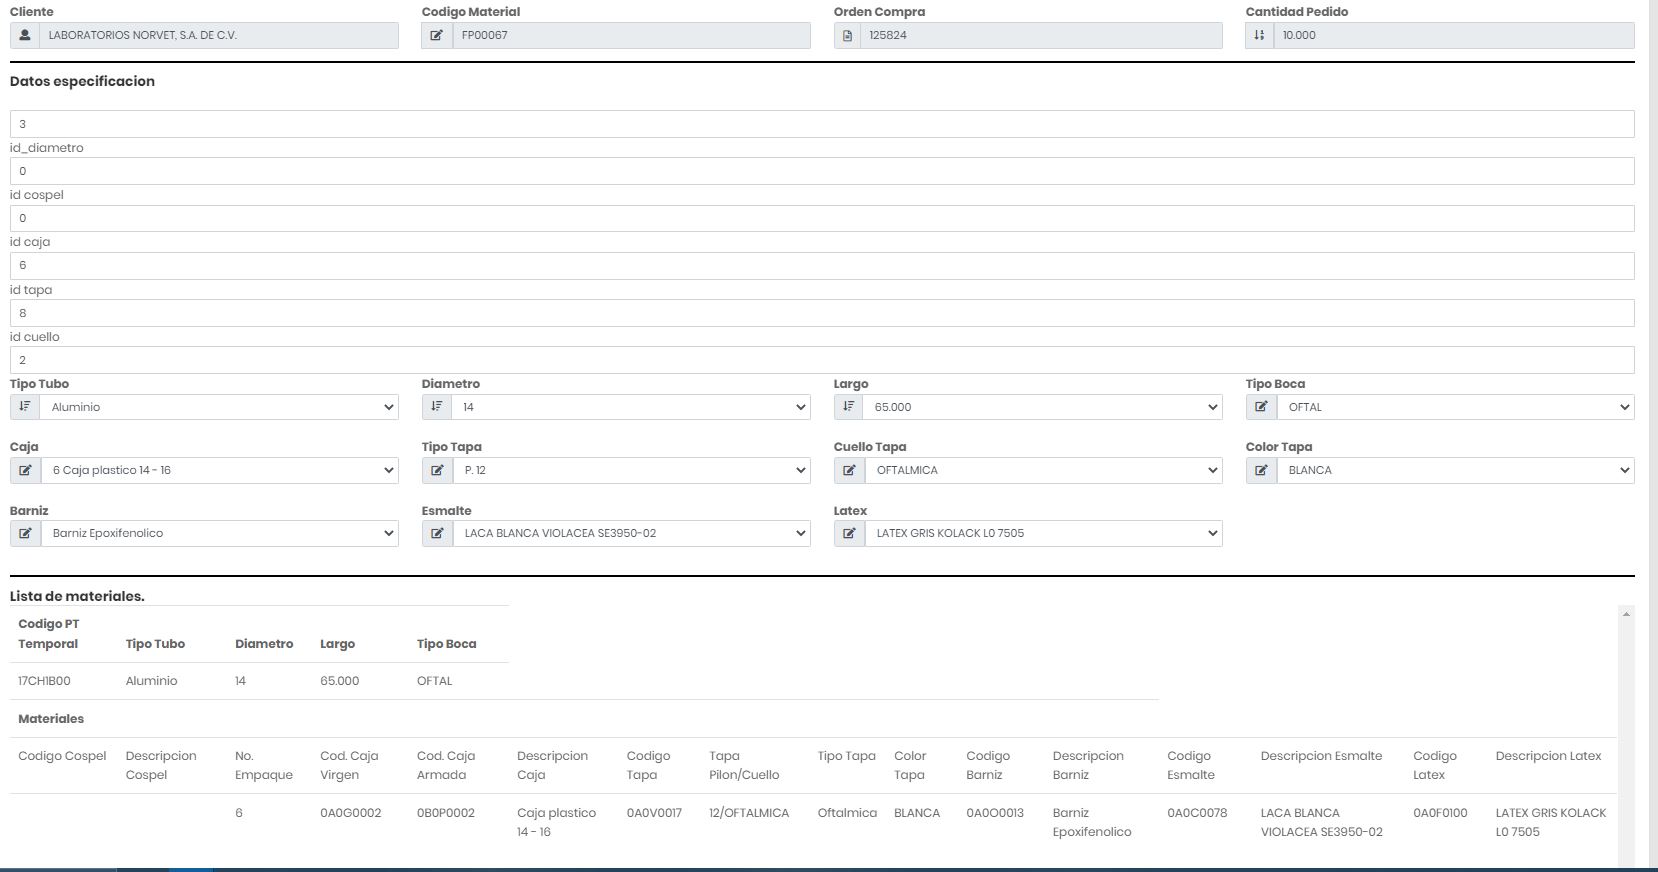 Cliente Codigo Material Orden Compra Cantidad Pedido
LABORATORIOS NORVET, S.A. DE C.V. FP00067 125824 10.000
Datos especificacion
3
id_diametro
0
id cospel
0
id caja
6
id tapa
8
id cuello
2
Tipo Tubo Diametro Largo Tipo Boca
Aluminio 14 65.000 OFTAL
Caja Tipo Tapa Cuello Tapa Color Tapa
6 Caja plastico 14 - 16 P. 12 OFTALMICA BLANCA
Barniz Esmalte Latex
Barniz Epoxifenolico LACA BLANCA VIOLACEA SE3950-02 LATEX GRIS KOLACK L0 7505
Lista de materiales.
Codigo PT
Temporal Tipo Tubo Diametro Largo Tipo Boca
17CH1B00 Aluminio 14 65.000 OFTAL
Materiales
Codigo Cospel Descripcion No. Cod. Caja Cod. Caja Descripcion Codigo Tapa Tipo Tapa Color Codigo Descripcion Codigo Descripcion Esmalte Codigo Descripcion Latex
Cospel Empaque Virgen Armada Caja Tapa Pilon/Cuello Tapa Barniz Barniz Esmalte Latex
6 0A0G0002 0B0P0002 Caja plastico 0A0V0017 12/OFTALMICA Oftalmica BLANCA 0A0O0013 Barniz 0A0C0078 LACA BLANCA 0A0F0100 LATEX GRIS KOLACK
14 - 16 Epoxifenolico VIOLACEA SE3950-02 L0 7505